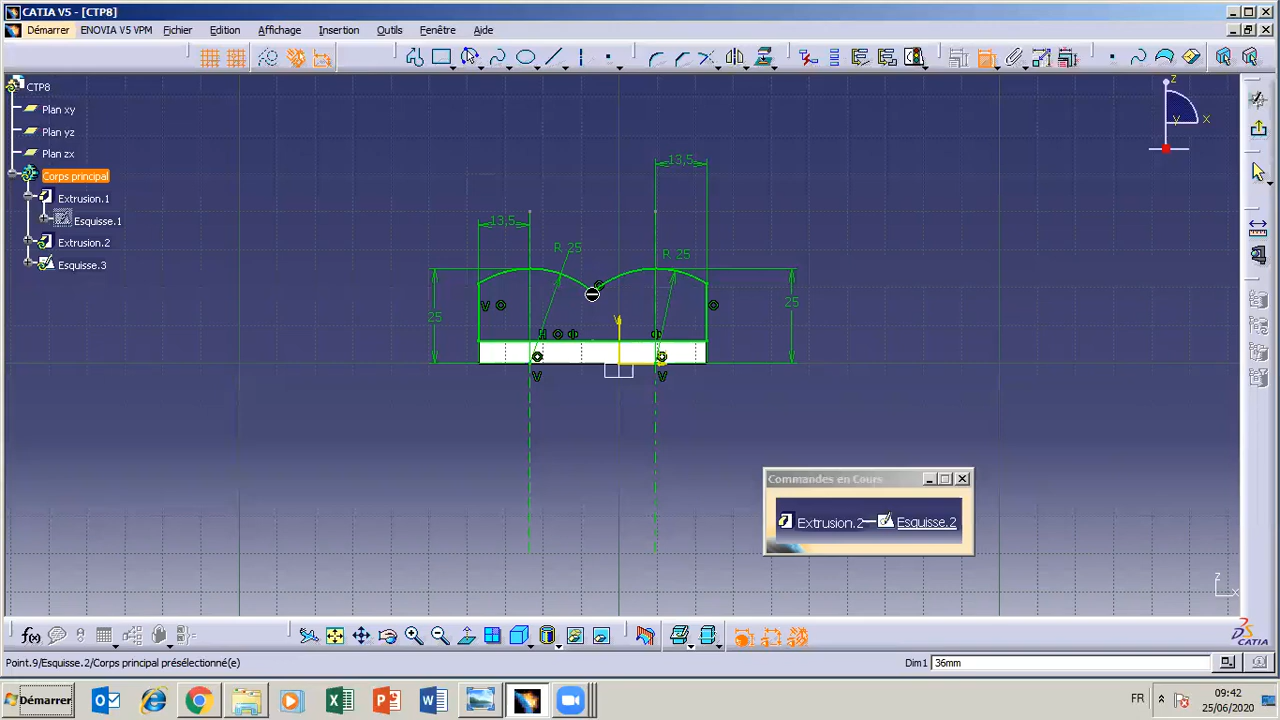 CATIA V5 - [CTP8]
Démarrer ENOVIA V5 VPM Fichier Edition Affichage Insertion Outils Fenêtre Aide
CTP8
Plan xy
Plan yz
Plan zx
Corps principal
Extrusion.1
Esquisse.1
Extrusion.2
Esquisse.3
z
x
y
13,5
13,5
R 25
R 25
25
25
V
H
V
V
V
Commandes en Cours
Extrusion.2 Esquisse.2
z
x
f(x)
Point.9/Esquisse.2/Corps principal présélectionné(e)
Dim1 36mm
Démarrer
FR
09:42
25/06/2020